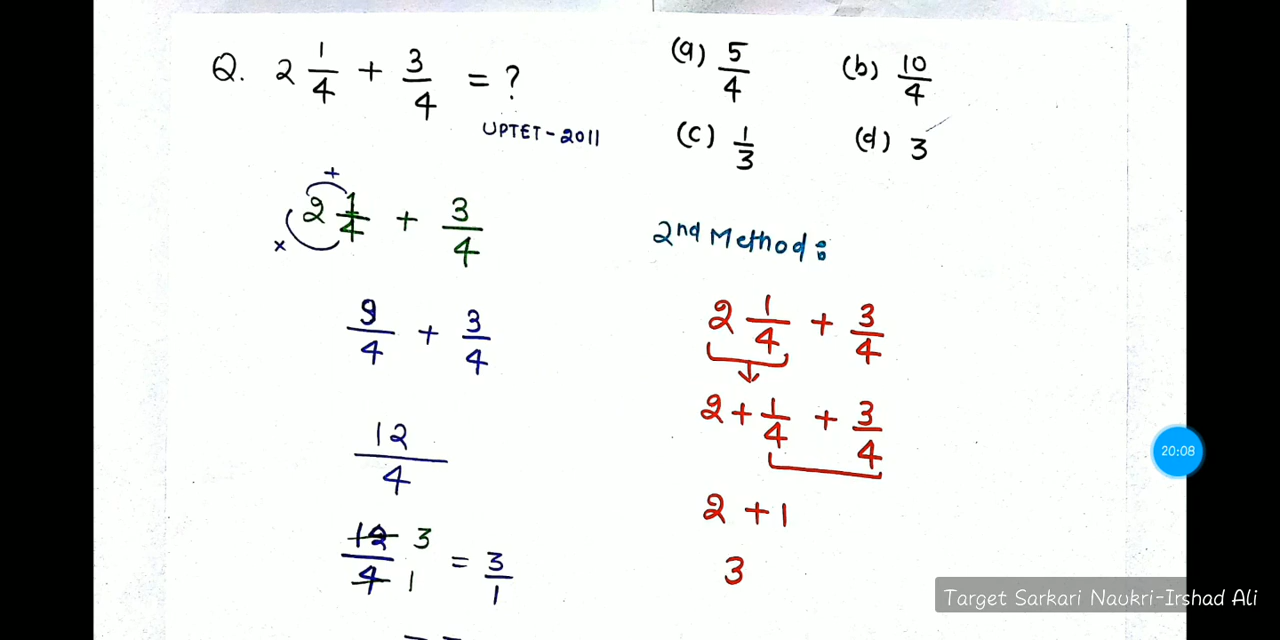 Q. 2 1/4 + 3/4 = ?
UPTET - 2011
(a) 5/4 (b) 10/4
(c) 1/3 (d) 3
+
2 1/4 + 3/4
x
9/4 + 3/4
12/4
12/4 3/1 = 3/1
2nd Method:
2 1/4 + 3/4
2 + 1/4 + 3/4
2 + 1
3
20:08
Target Sarkari Naukri-Irshad Ali